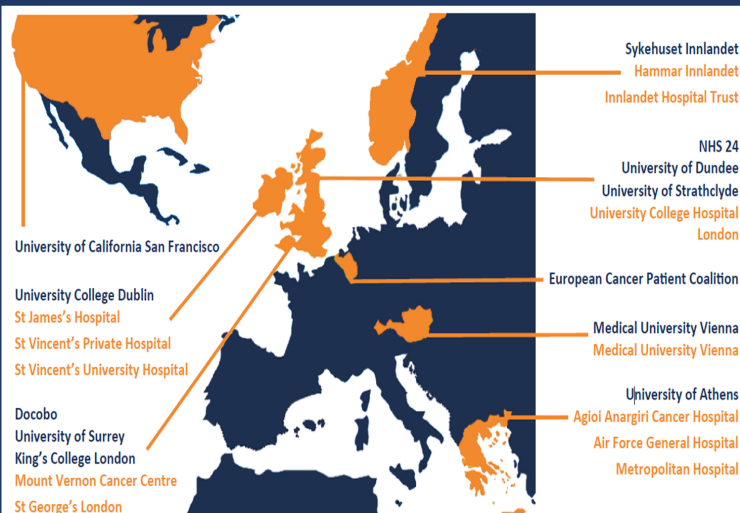 Sykehuset Innlandet
Hammar Innlandet
Innlandet Hospital Trust
NHS 24
University of Dundee
University of Strathclyde
University College Hospital
London
University of California San Francisco
European Cancer Patient Coalition
University College Dublin
St James's Hospital
St Vincent's Private Hospital
St Vincent's University Hospital
Medical University Vienna
Medical University Vienna
University of Athens
Agioi Anargiri Cancer Hospital
Air Force General Hospital
Metropolitan Hospital
Docobo
University of Surrey
King's College London
Mount Vernon Cancer Centre
St George's London